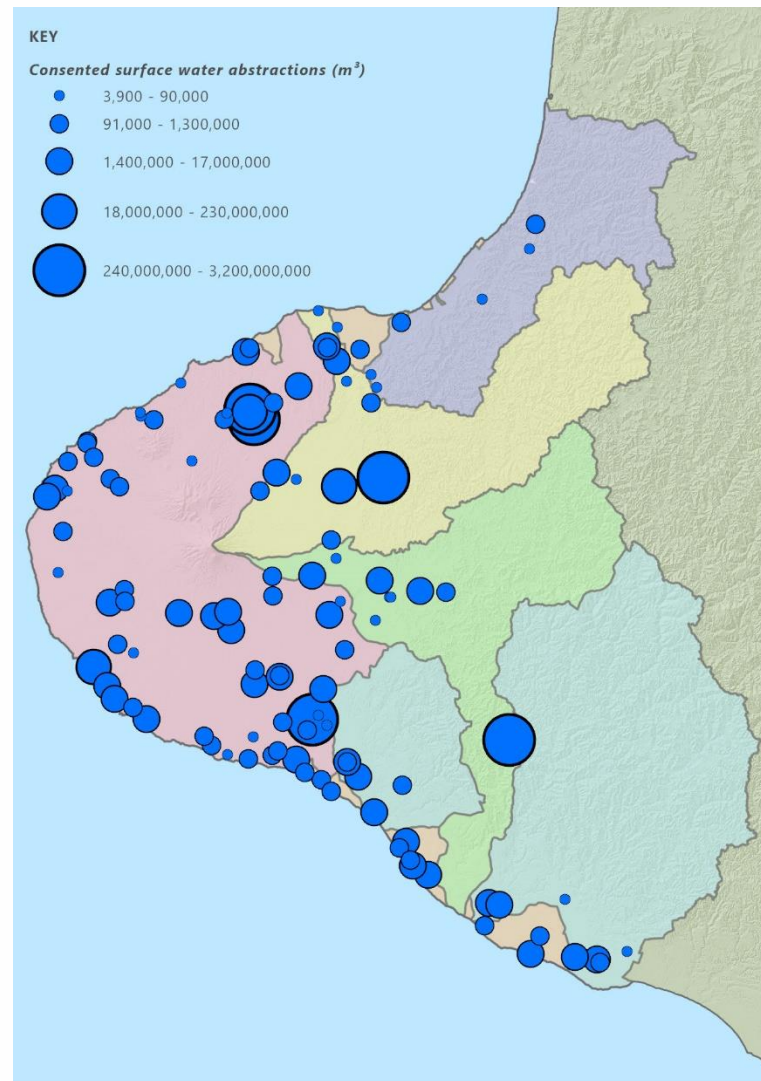 KEY
Consented surface water abstractions (m³)
3,900 - 90,000
91,000 - 1,300,000
1,400,000 - 17,000,000
18,000,000 - 230,000,000
240,000,000 - 3,200,000,000